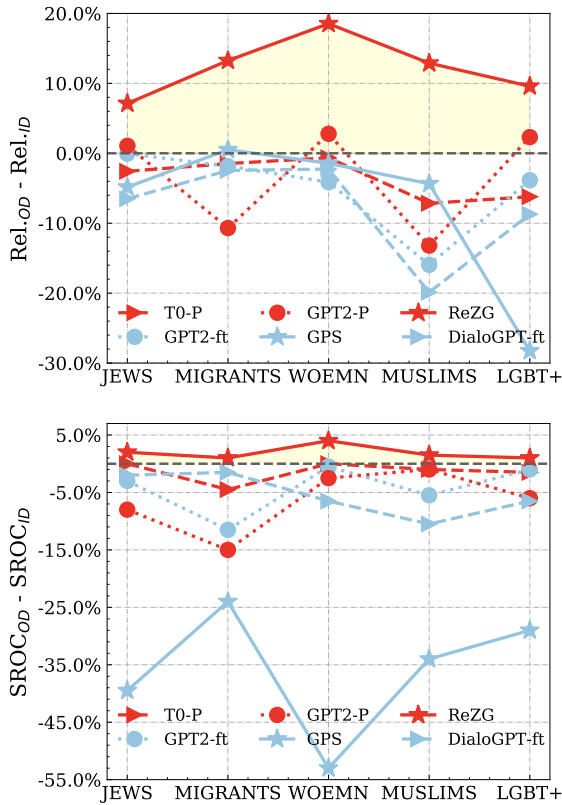 20.0%
10.0%
0.0%
-10.0%
-20.0%
-30.0%
Rel.OD - Rel.ID
T0-P GPT2-P ReZG
GPT2-ft GPS DialoGPT-ft
JEWS MIGRANTS WOEMN MUSLIMS LGBT+
5.0%
-5.0%
-15.0%
-25.0%
-35.0%
-45.0%
-55.0%
SROCOD - SROCID
T0-P GPT2-P ReZG
GPT2-ft GPS DialoGPT-ft
JEWS MIGRANTS WOEMN MUSLIMS LGBT+